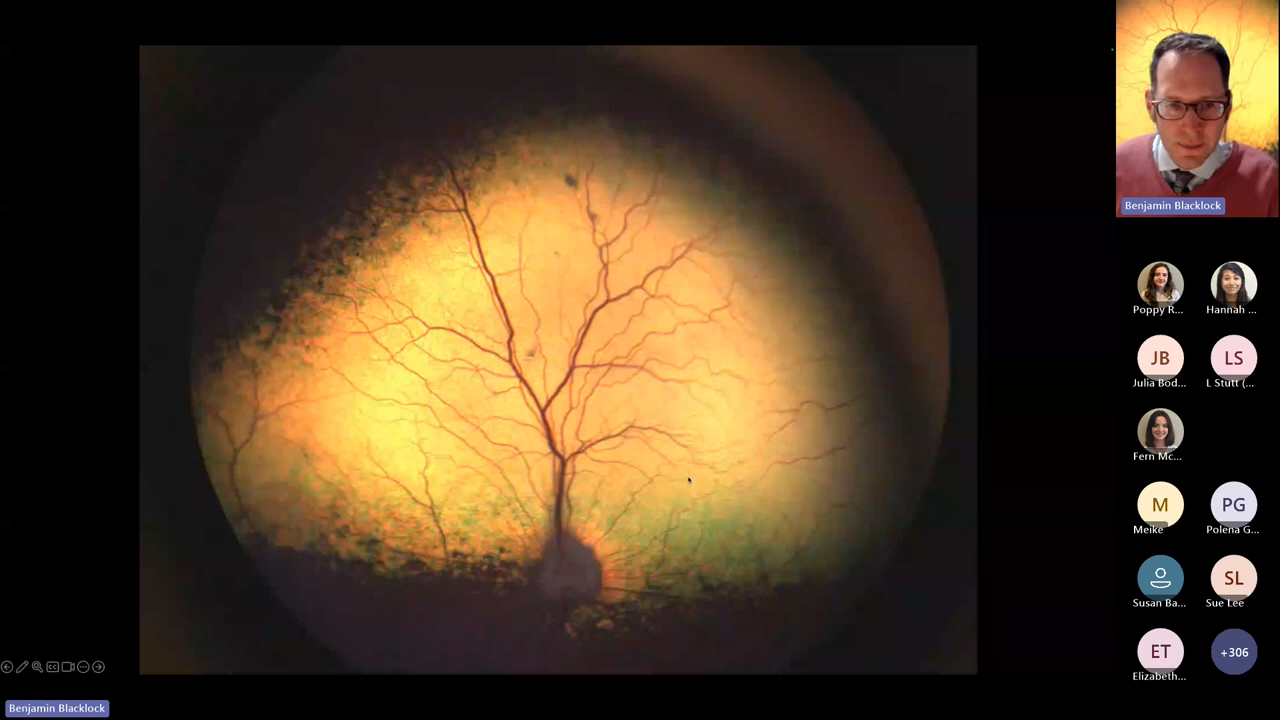 Benjamin Blacklock
Poppy R...
Hannah ...
JB
LS
Julia Bod...
L Stutt (...
Fern Mc...
M
PG
Meike
Polena G...
SL
Susan Ba...
Sue Lee
ET
+306
Elizabeth...
Benjamin Blacklock